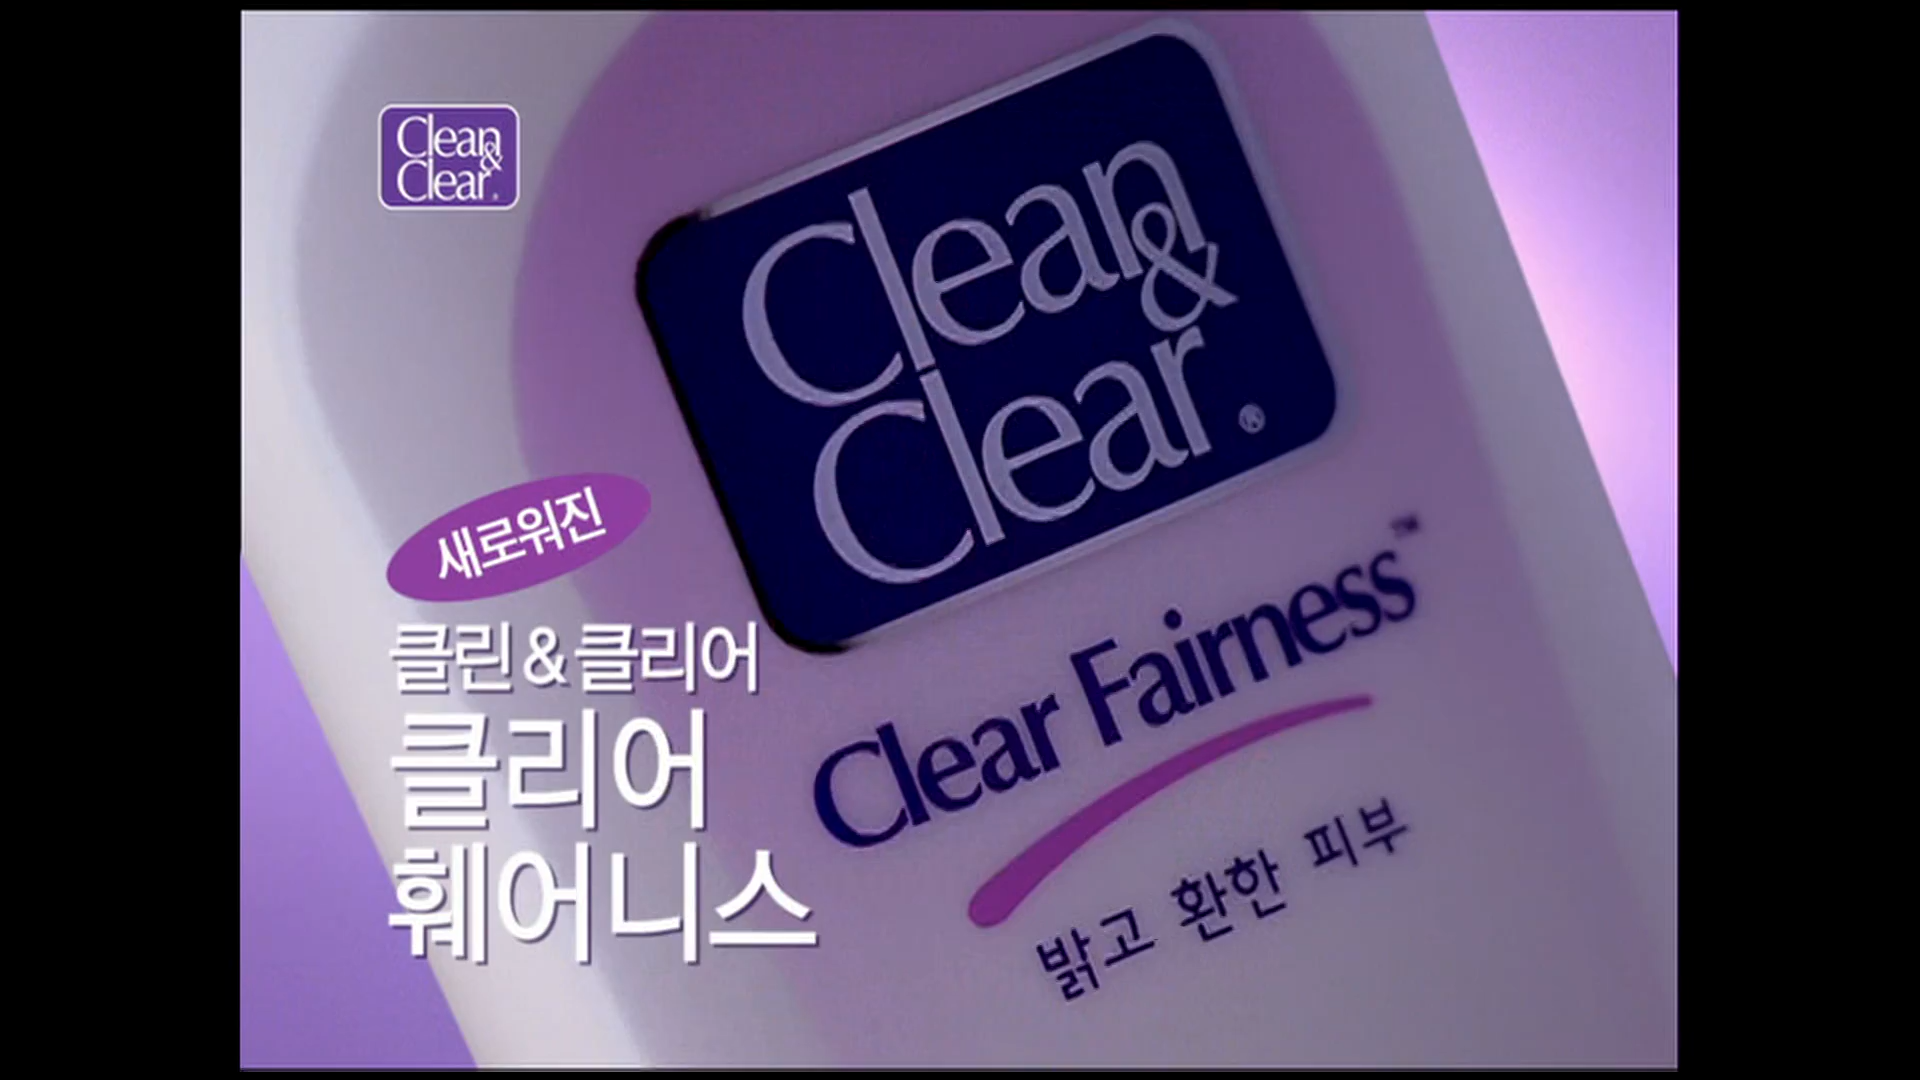 Clean
&
Clear®
새로워진
클린 & 클리어
클리어
훼어니스
Clean
&
Clear®
Clear Fairness™
밝고 환한 피부